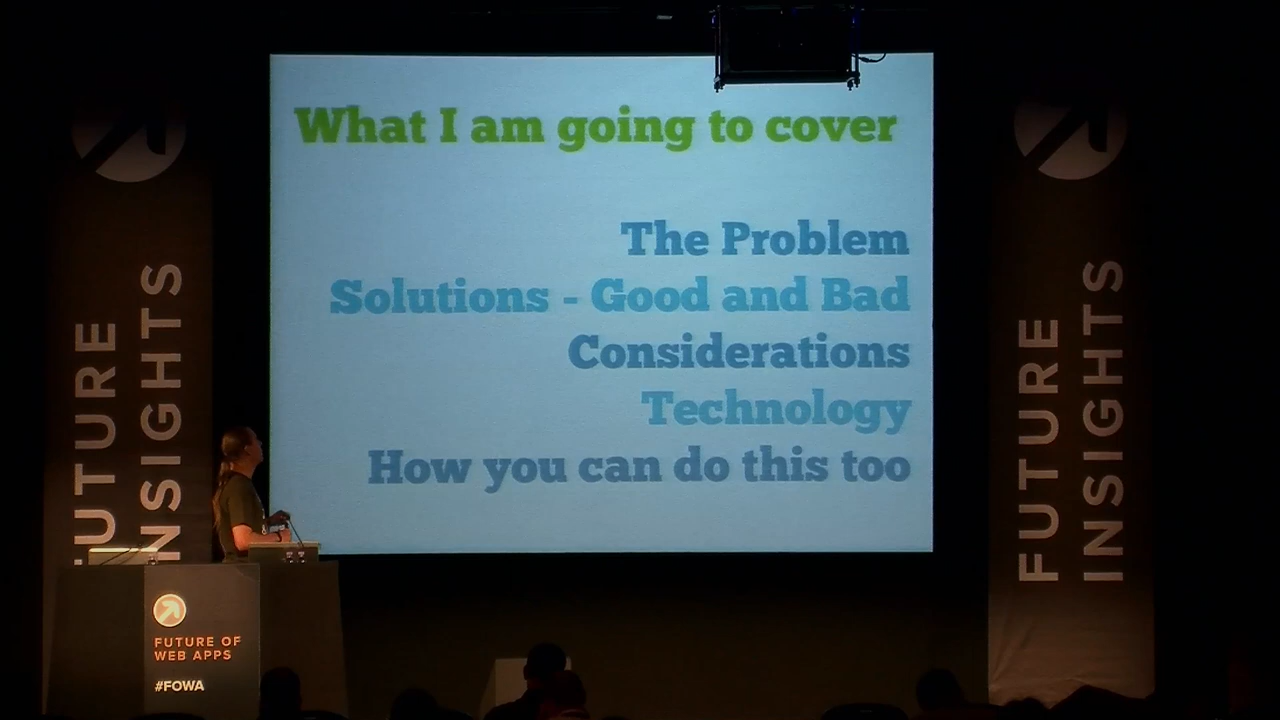 What I am going to cover
The Problem
Solutions - Good and Bad
Considerations
Technology
How you can do this too
FUTURE
INSIGHTS
FUTURE
INSIGHTS
FUTURE OF
WEB APPS
#FOWA